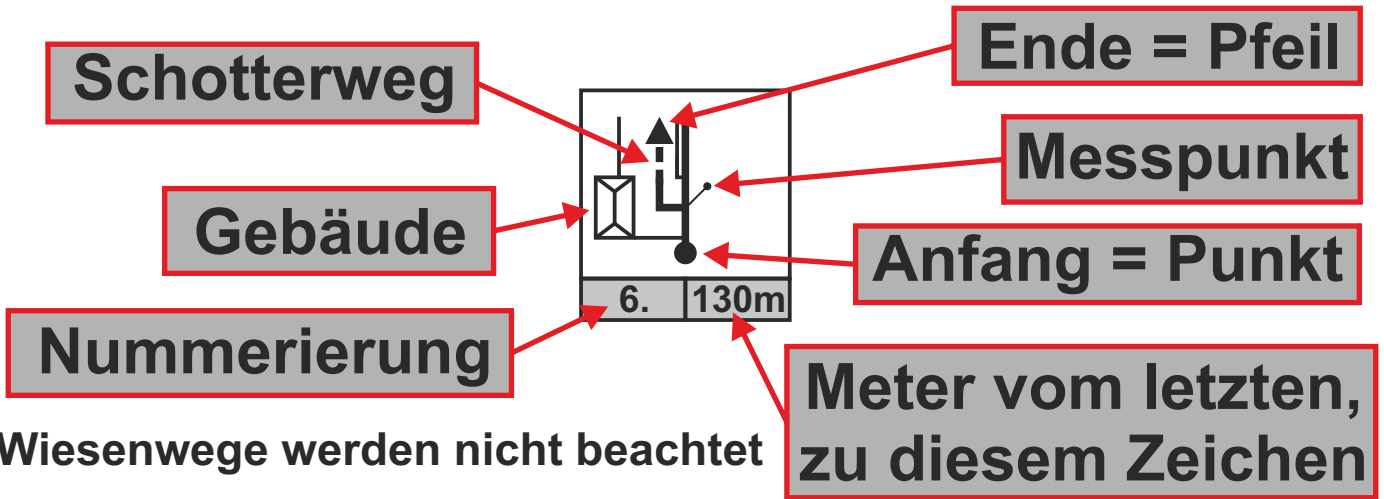 Ende = Pfeil
Schotterweg
Messpunkt
Gebäude
Anfang = Punkt
6.
130m
Nummerierung
Meter vom letzten,
zu diesem Zeichen
Wiesenwege werden nicht beachtet